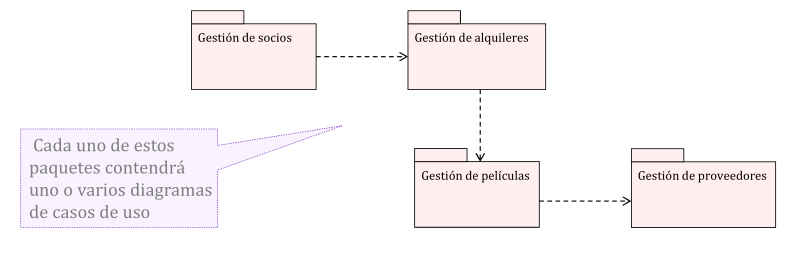 Gestión de socios
Gestión de alquileres
Cada uno de estos
paquetes contendrá
uno o varios diagramas
de casos de uso
Gestión de películas
Gestión de proveedores